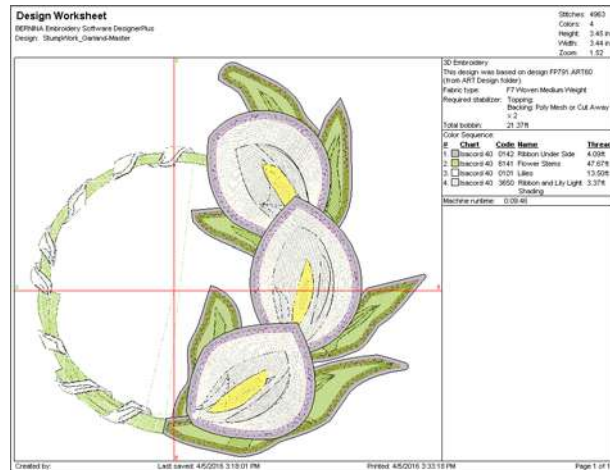 Design Worksheet
BERNINA Embroidery Software DesignerPlus
Design: StumpWork_Garland-Master
Stitches: 4963
Colors: 4
Height: 3.45 in
Width: 3.44 in
Zoom: 1.52
3D Embroidery
This design was based on design FP791.ART60
(from ART Design folder).
Fabric type: F7 Woven Medium Weight
Required stabilizer: Topping:
Backing: Poly Mesh or Cut Away
x 2
Total bobbin: 21.37ft
Color Sequence:
# Chart Code Name Thread
1. Isacord 40 0142 Ribbon Under Side 4.09ft
2. Isacord 40 6141 Flower Stems 47.67ft
3. Isacord 40 0101 Lilies 13.50ft
4. Isacord 40 3650 Ribbon and Lily Light 3.37ft
Shading
Machine runtime: 0:09:46
Created by: Last saved: 4/5/2016 3:18:01 PM Printed: 4/5/2016 3:33:18 PM Page 1 of 1